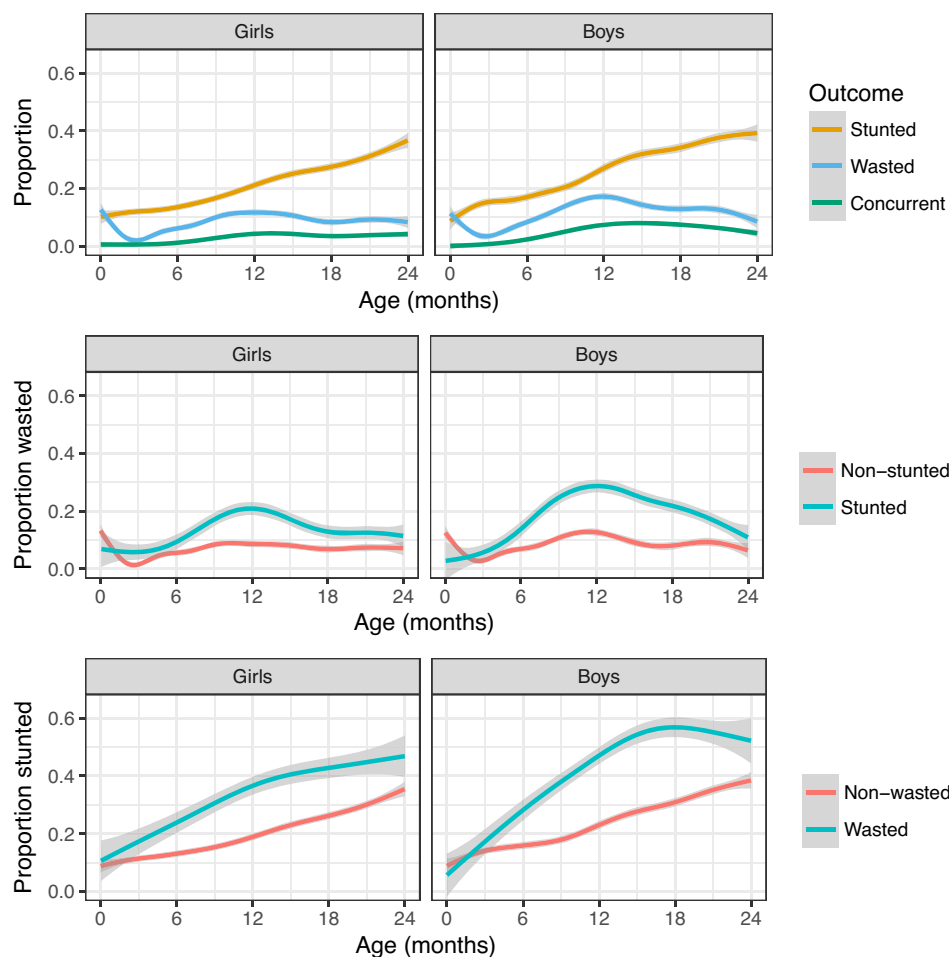 Girls
Boys
Proportion
0.6
0.4
0.2
0.0
0 6 12 18 24
0 6 12 18 24
Age (months)
Outcome
Stunted
Wasted
Concurrent
Girls
Boys
Proportion wasted
0.6
0.4
0.2
0.0
0 6 12 18 24
0 6 12 18 24
Age (months)
Non−stunted
Stunted
Girls
Boys
Proportion stunted
0.6
0.4
0.2
0.0
0 6 12 18 24
0 6 12 18 24
Age (months)
Non−wasted
Wasted